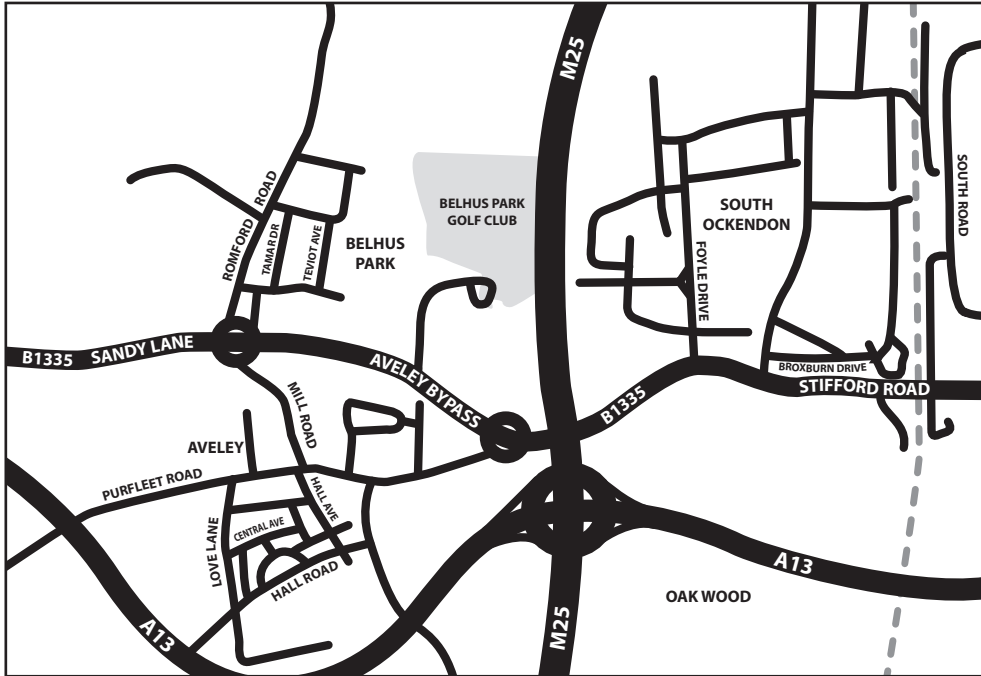 M25
SOUTH ROAD
BELHUS PARK
GOLF CLUB
SOUTH
OCKENDON
ROMFORD ROAD
TAMAR DR
TEVIOT AVE
BELHUS
PARK
FOYLE DRIVE
B1335
SANDY LANE
AVELEY BYPASS
BROXBURN DRIVE
STIFFORD ROAD
B1335
MILL ROAD
AVELEY
PURFLEET ROAD
HALL AVE
CENTRAL AVE
LOVE LANE
HALL ROAD
A13
OAK WOOD
A13
M25